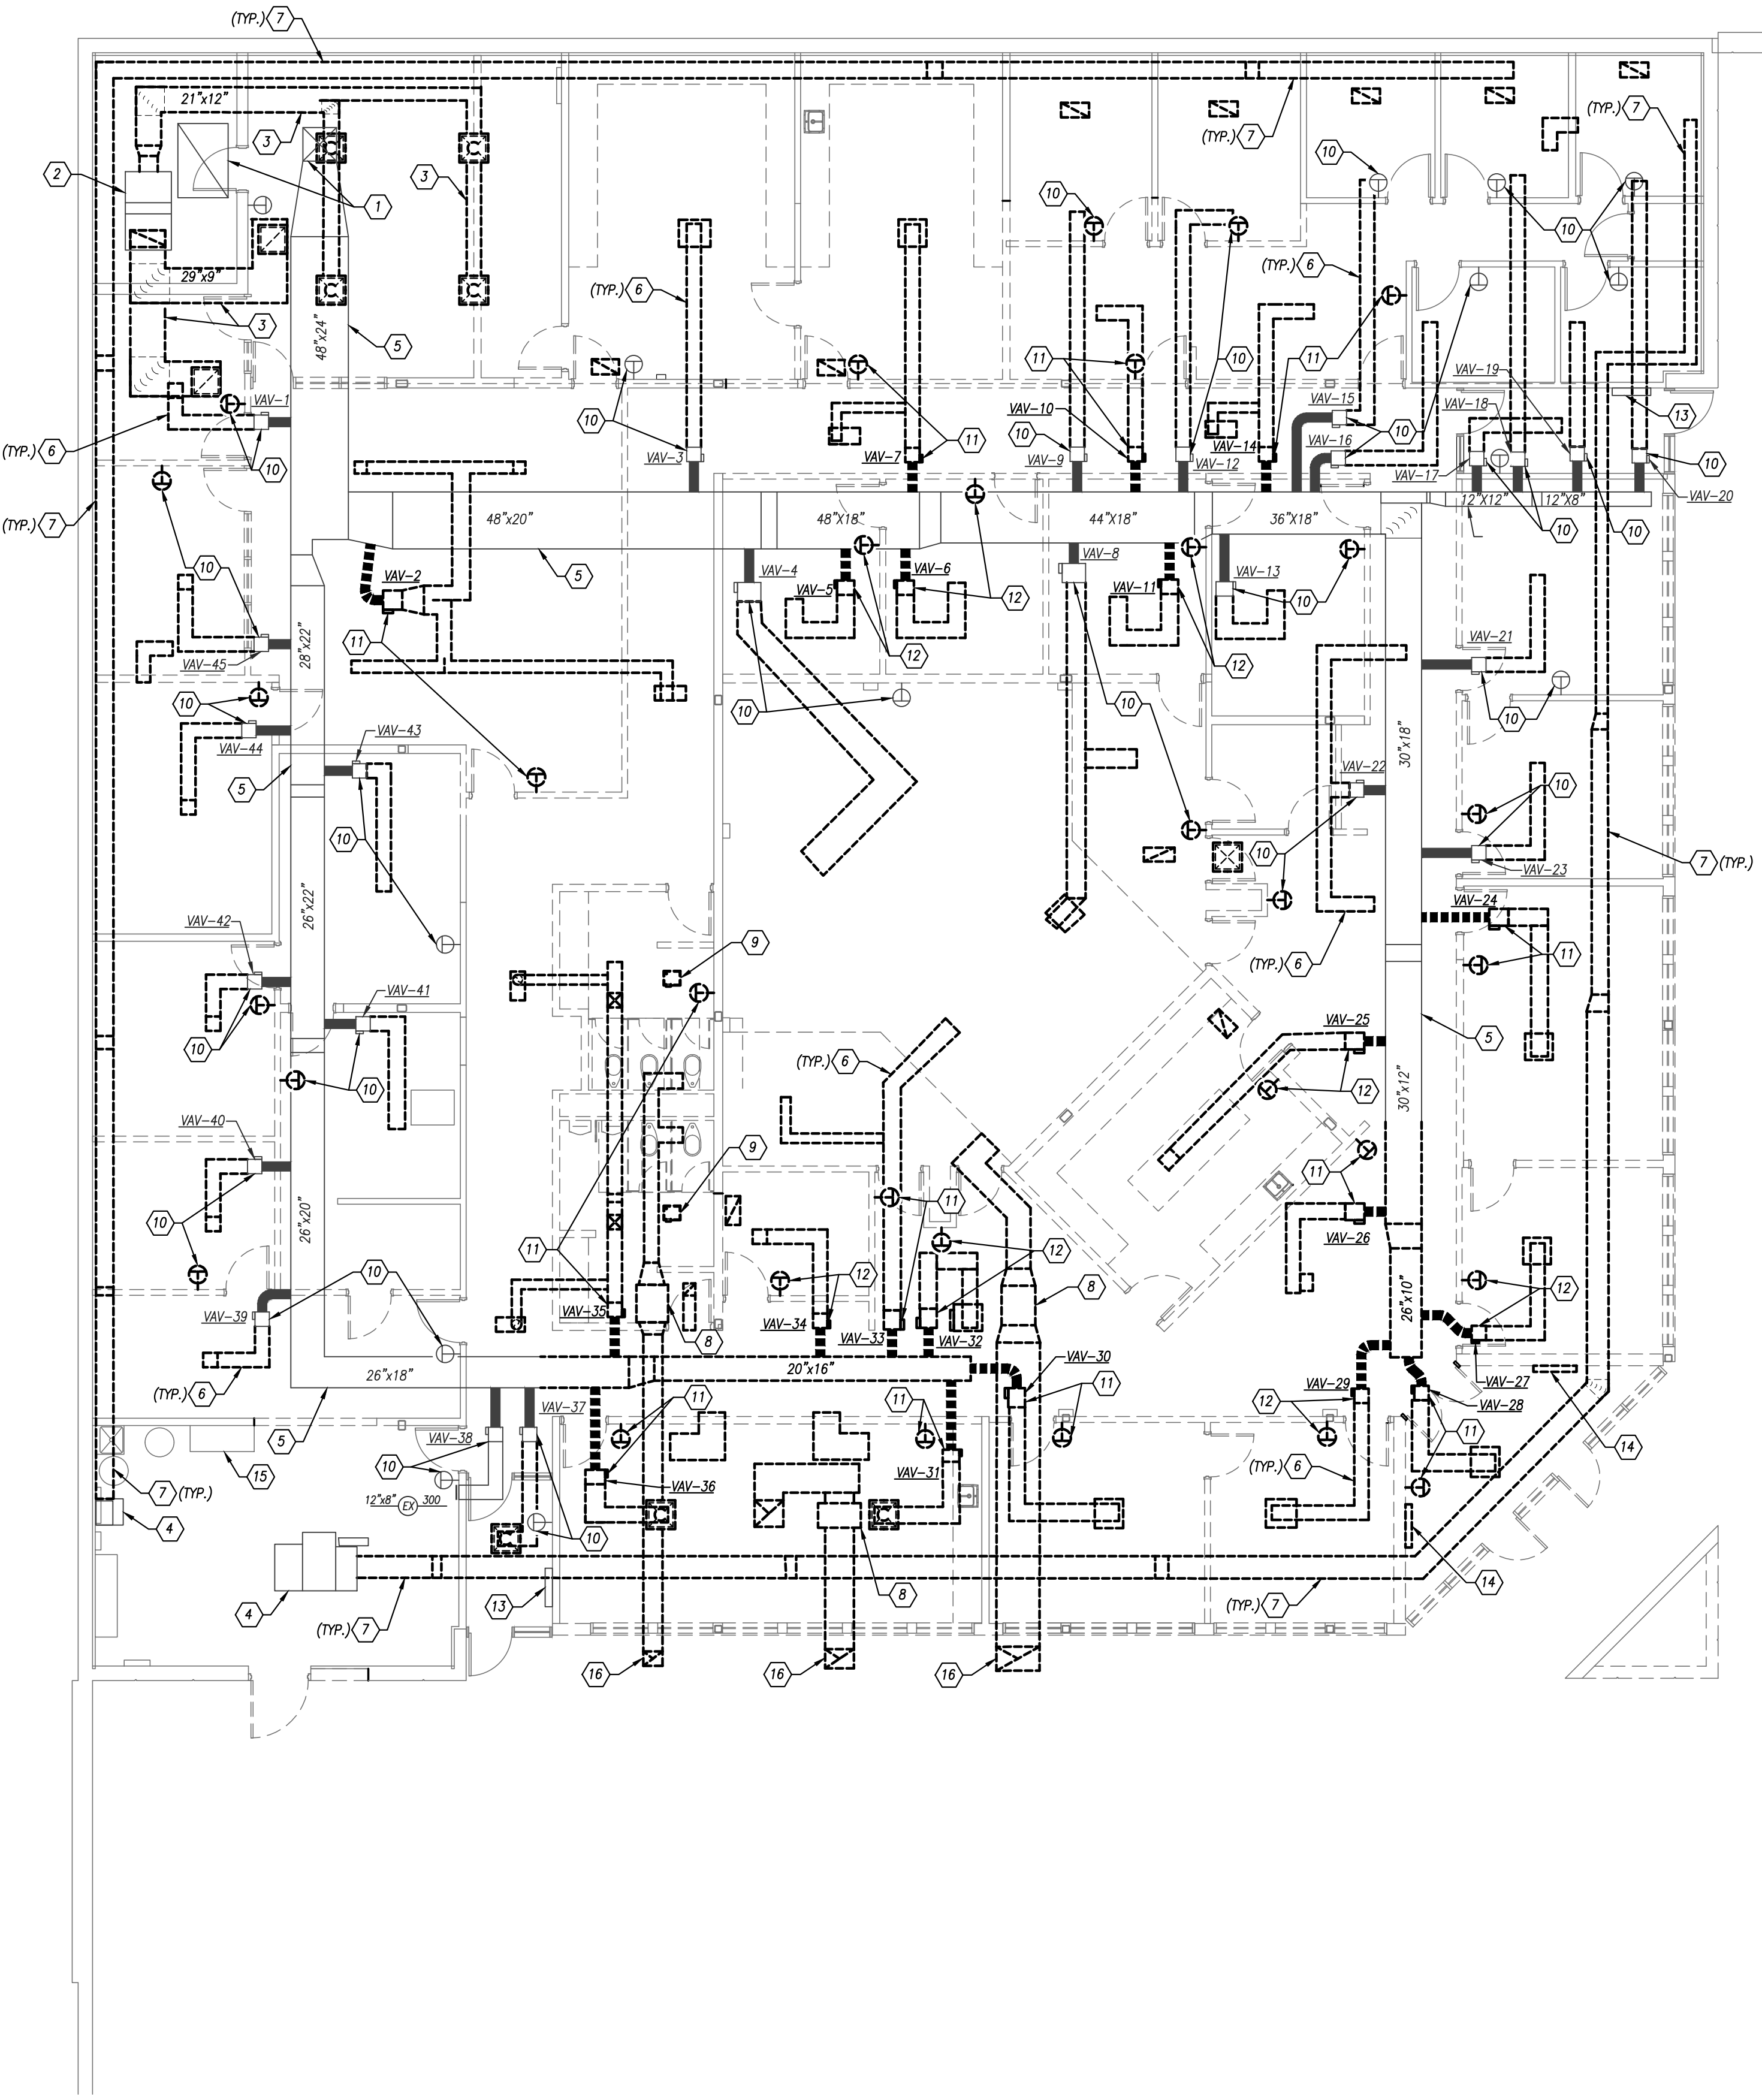 (TYP.) 7
21"x12"
3
(TYP.) 7
(TYP.) 7
2
3
1
10
10
10
29"x9"
3
48"x24"
5
(TYP.) 6
(TYP.) 6
11
10
11
VAV-1
10
VAV-10
VAV-15
VAV-19
13
(TYP.) 6
10
10
11
10
VAV-14
VAV-16
10
VAV-18
10
VAV-3
VAV-7
VAV-9
VAV-12
VAV-17
VAV-20
(TYP.) 7
48"x20"
48"X18"
44"X18"
36"X18"
12"X12"
12"X8"
10
10
10
5
VAV-2
VAV-4
VAV-5
VAV-6
12
VAV-8
VAV-11
VAV-13
10
11
28"x22"
12
12
VAV-21
VAV-45
10
10
10
10
VAV-44
VAV-43
30"x18"
VAV-22
5
10
10
10
7 (TYP.)
VAV-23
VAV-42
26"x22"
VAV-24
9
(TYP.) 6
11
10
VAV-41
VAV-25
5
10
(TYP.) 6
12
30"x12"
VAV-40
9
11
10
26"x20"
11
11
12
VAV-26
10
12
8
26"x10"
12
VAV-39
VAV-35
VAV-34
VAV-33
VAV-32
8
(TYP.) 6
26"x18"
20"x16"
VAV-30
VAV-29
VAV-27
VAV-28
5
15
VAV-37
VAV-38
11
11
11
12
11
14
10
VAV-36
VAV-31
(TYP.) 6
7 (TYP.)
12"x8" EX 300
4
10
4
(TYP.) 7
13
8
(TYP.) 7
14
16
16
16